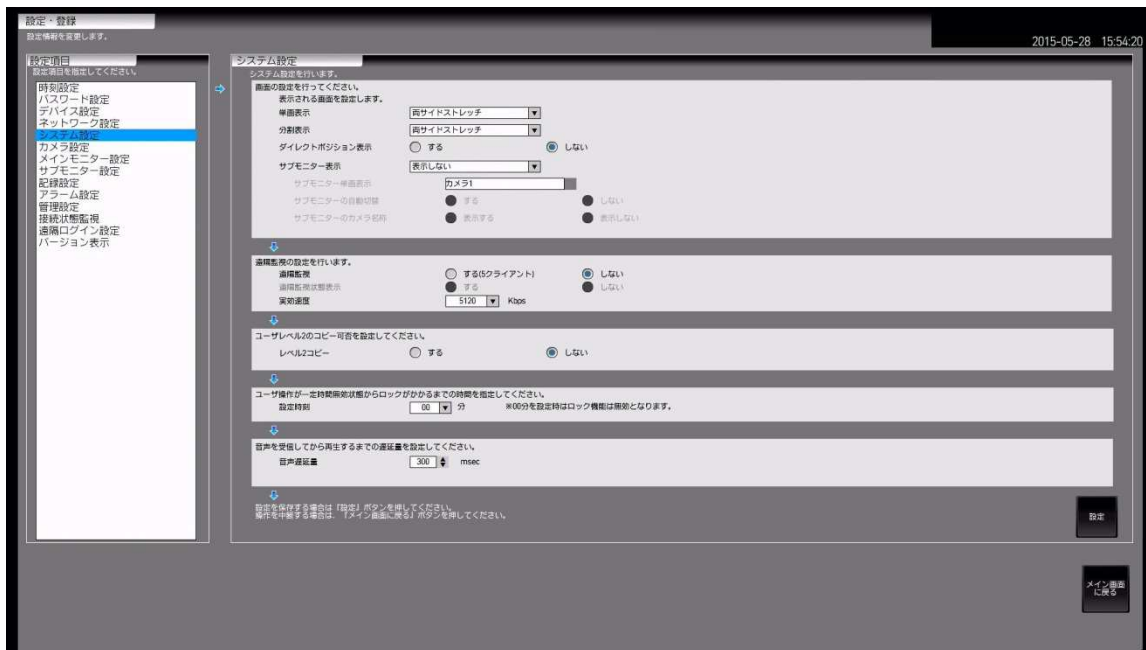 設定・登録
設定情報を変更します。
2015-05-28 15:54:20
設定項目
設定項目を指定してください。
時刻設定
パスワード設定
デバイス設定
ネットワーク設定
システム設定
カメラ設定
メインモニター設定
サブモニター設定
記録設定
アラーム設定
管理設定
接続状態監視
遠隔ログイン設定
バージョン表示
システム設定
システム設定を行います。
画面の設定を行ってください。
表示される画面を設定します。
単画表示 両サイドストレッチ
分割表示 両サイドストレッチ
ダイレクトポジション表示 する しない
サブモニター表示 表示しない
サブモニター単画表示 カメラ1
サブモニターの自動切替 する しない
サブモニターのカメラ名称 表示する 表示しない
遠隔監視の設定を行います。
遠隔監視 する(5クライアント) しない
遠隔監視状態表示 する しない
実効速度 5120 Kbps
ユーザレベル2のコピー可否を設定してください。
レベル2コピー する しない
ユーザ操作が一定時間無効状態からロックがかかるまでの時間を指定してください。
設定時刻 00 分 ※00分を設定時はロック機能は無効となります。
音声を受信してから再生するまでの遅延量を設定してください。
音声遅延量 300 msec
設定を保存する場合は「設定」ボタンを押してください。
操作を中断する場合は、「メイン画面に戻る」ボタンを押してください。
設定
メイン画面
に戻る